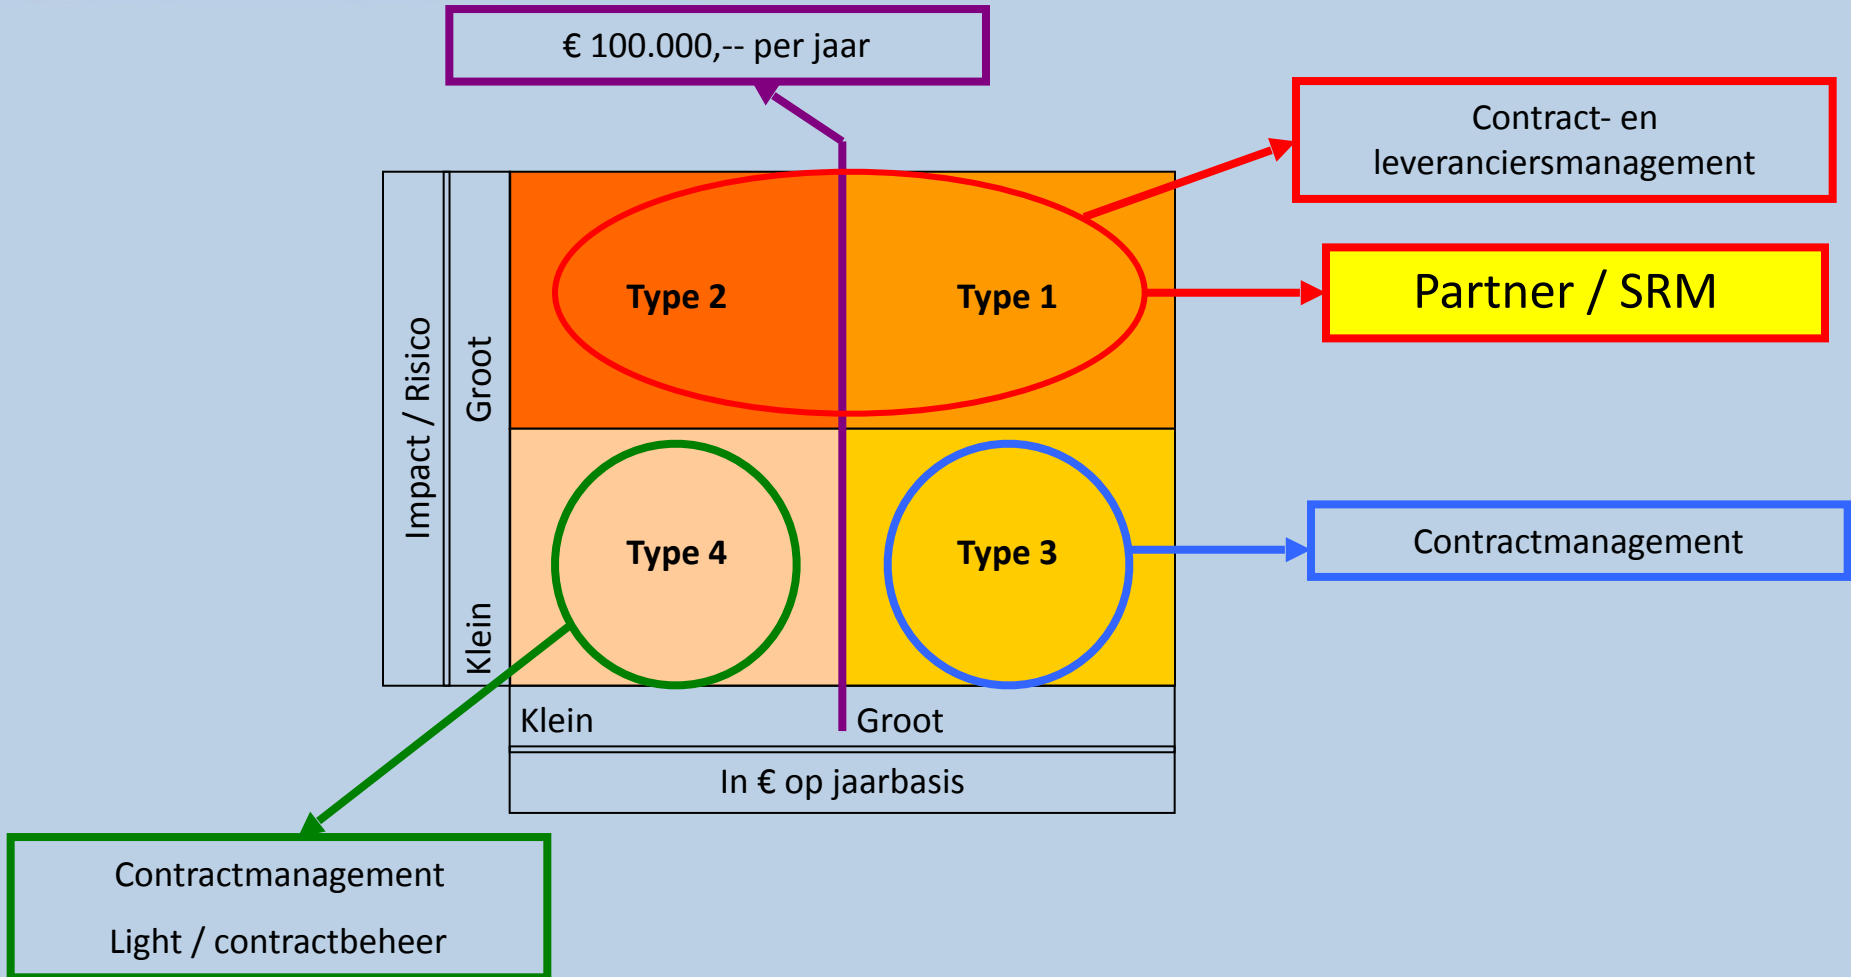 € 100.000,-- per jaar
Contract- en
leveranciersmanagement
Type 2
Type 1
Partner / SRM
Impact / Risico
Groot
Klein
Type 4
Type 3
Contractmanagement
Klein
Groot
In € op jaarbasis
Contractmanagement
Light / contractbeheer